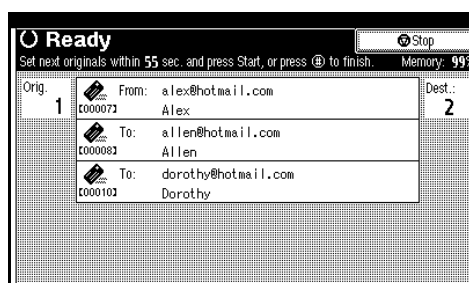 Ready
Stop
Set next originals within 55 sec. and press Start, or press # to finish. Memory: 99%
Orig. 1
From: alex@hotmail.com
[00007] Alex
Dest.: 2
To: allen@hotmail.com
[00008] Allen
To: dorothy@hotmail.com
[00010] Dorothy